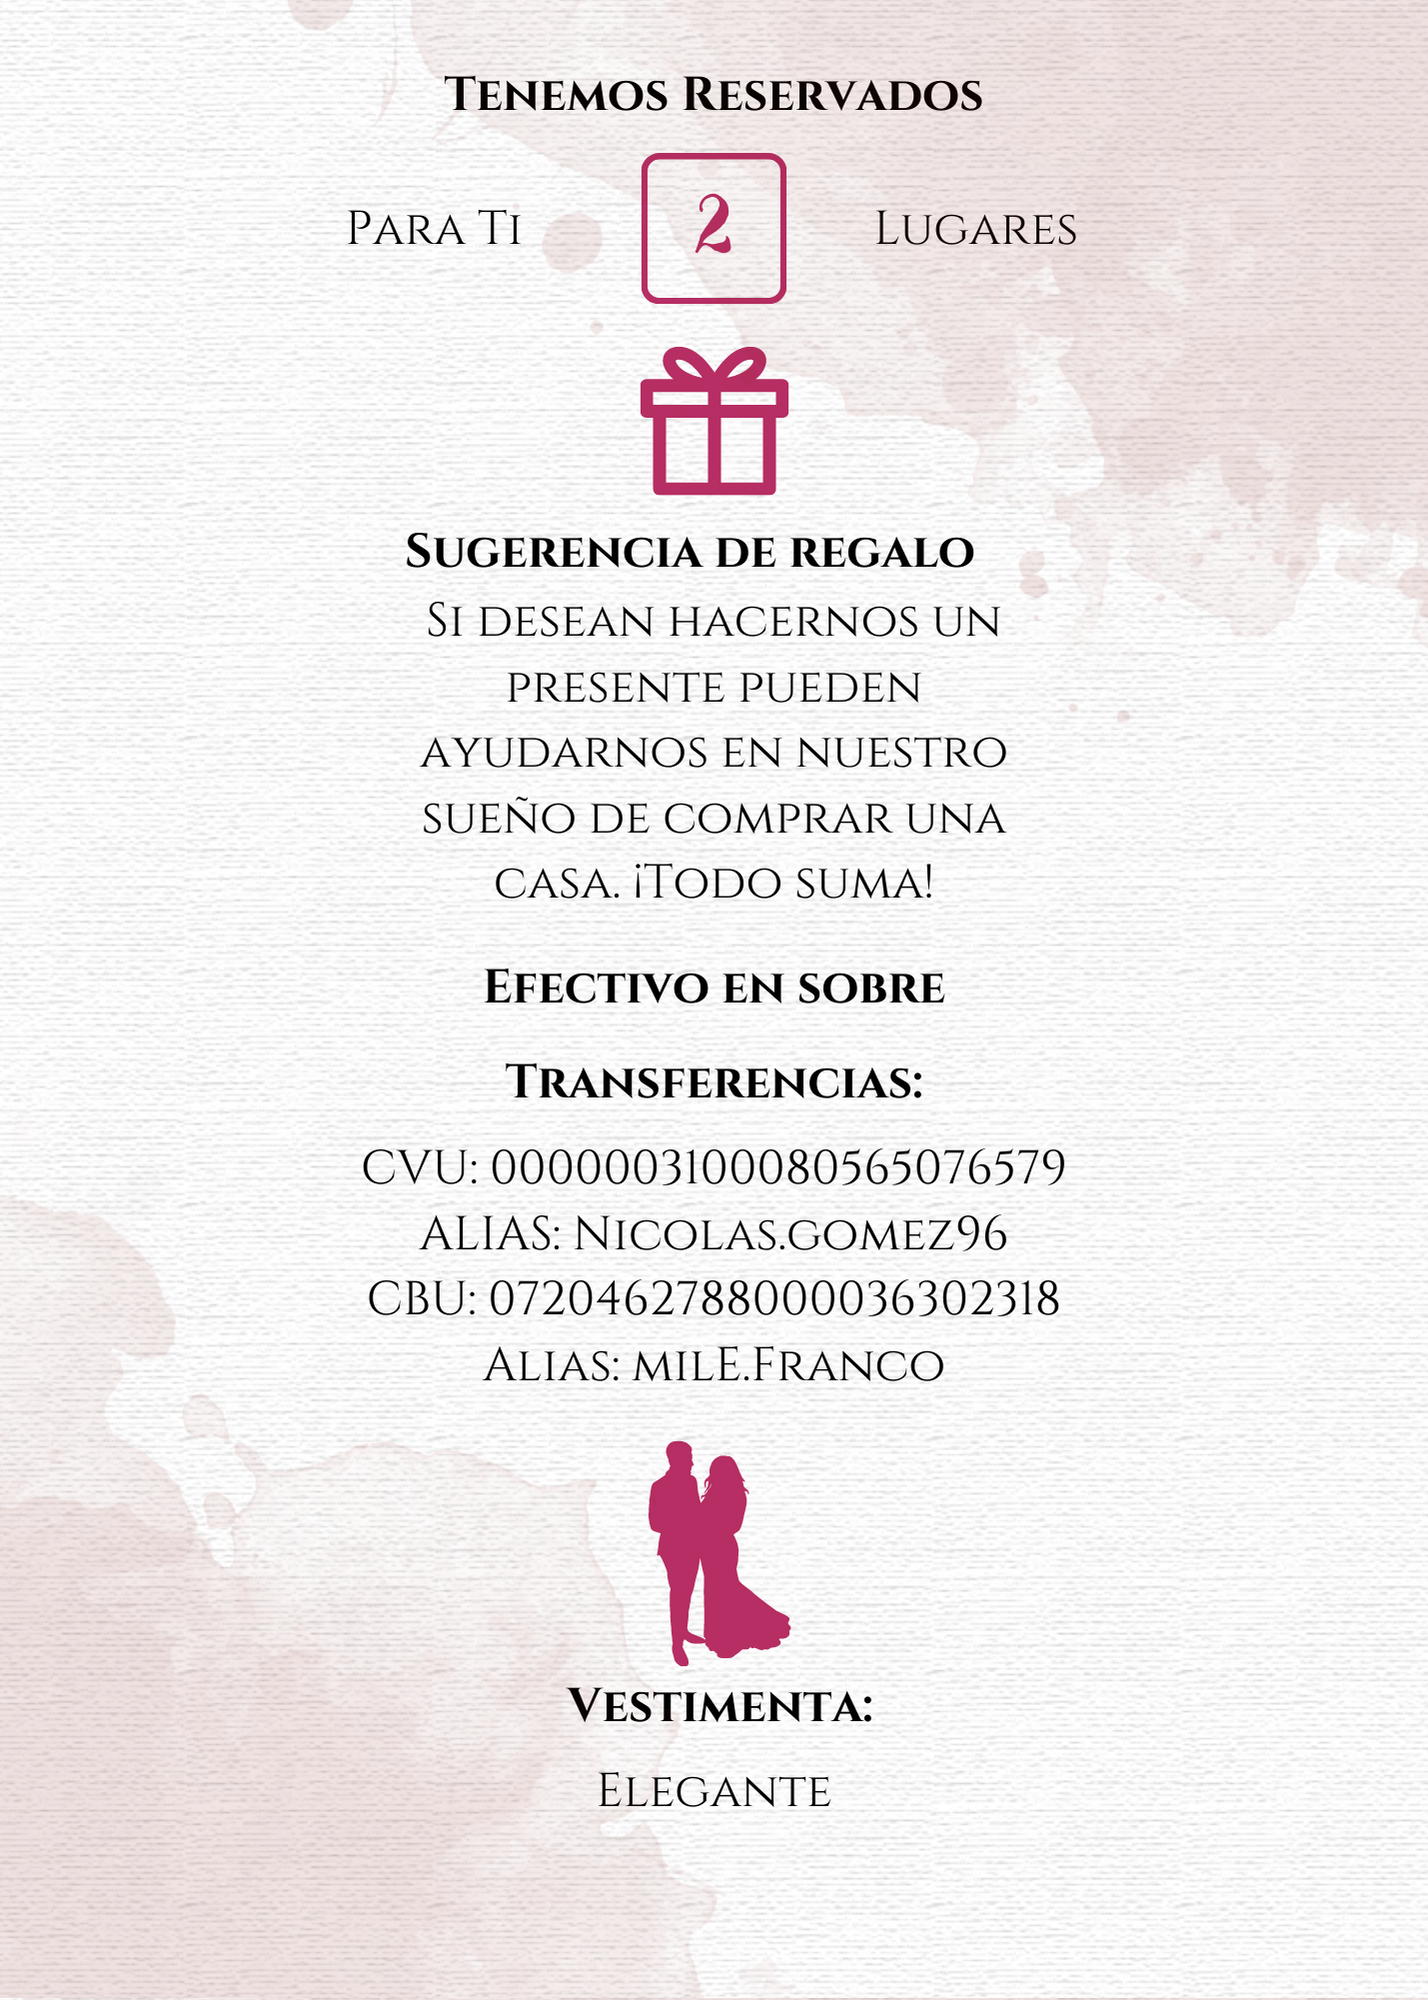 Tenemos Reservados
Para Ti 2 Lugares
Sugerencia de regalo
Si desean hacernos un
presente pueden
ayudarnos en nuestro
sueño de comprar una
casa. ¡Todo suma!
Efectivo en sobre
Transferencias:
CVU: 0000003100080565076579
ALIAS: Nicolas.gomez96
CBU: 0720462788000036302318
Alias: milE.Franco
Vestimenta:
Elegante